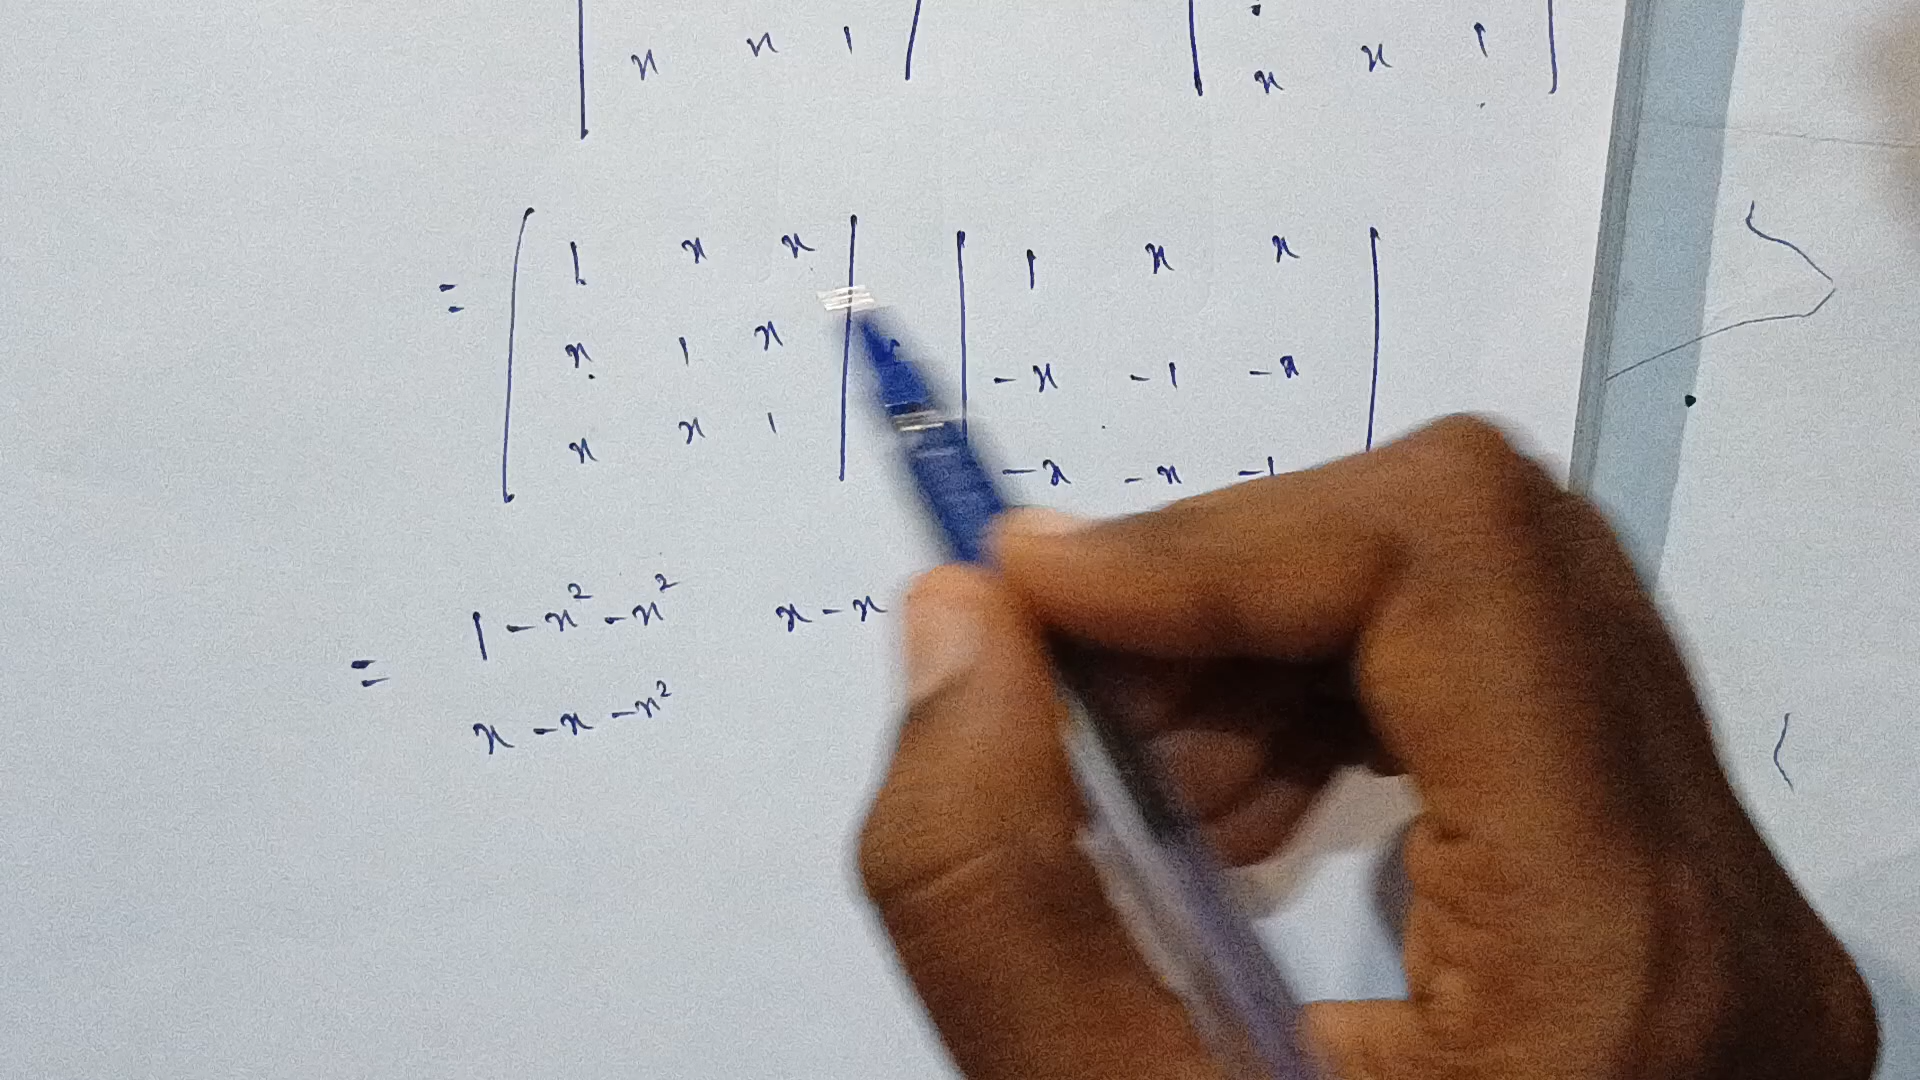 x x 1 | x x 1 |
= | 1 x x | | 1 x x |
| x 1 x | | -x -1 -x |
| x x 1 | | -x -x -1
= 1 - x² - x² x - x
x - x - x²